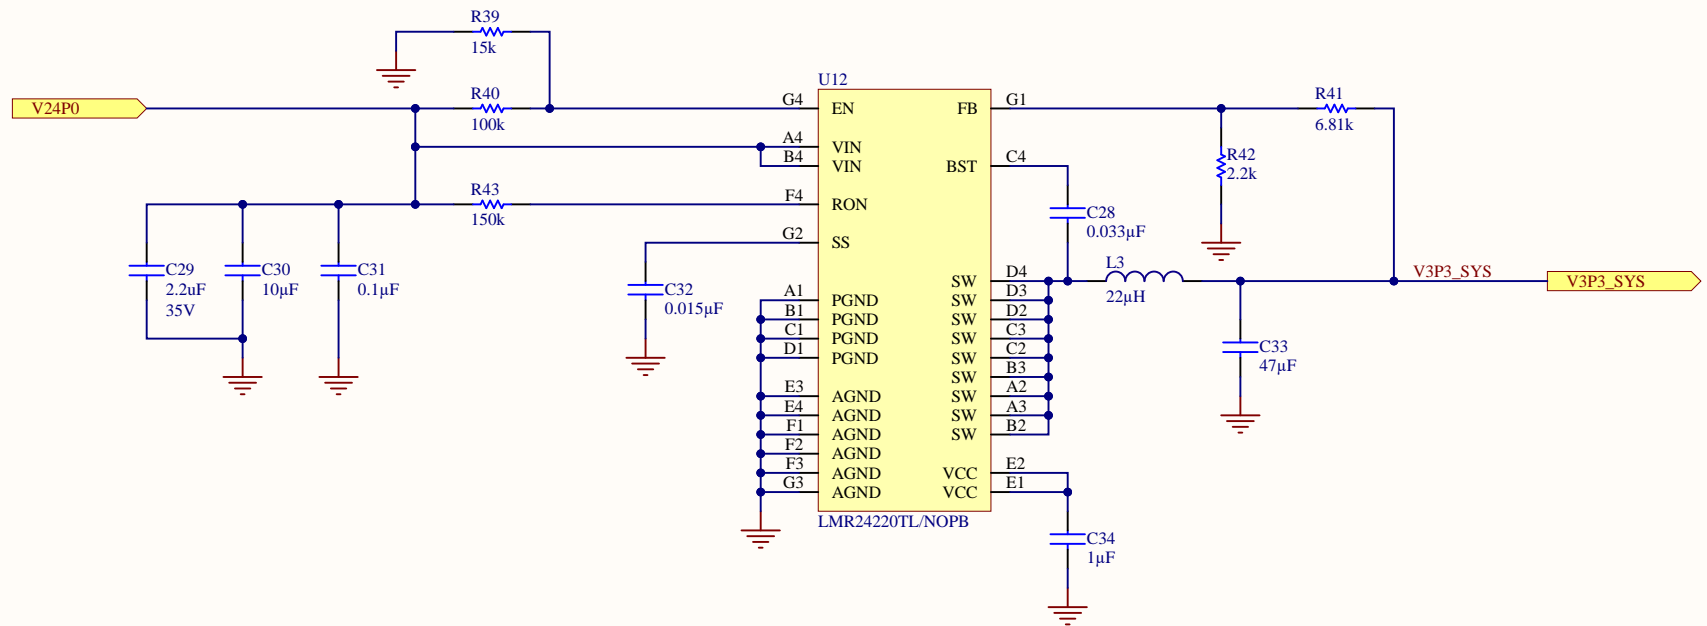 R39
15k
V24P0
R40
100k
R43
150k
C29
2.2uF
35V
C30
10µF
C31
0.1µF
C32
0.015µF
U12
G4 EN
A4 VIN
B4 VIN
F4 RON
G2 SS
A1 PGND
B1 PGND
C1 PGND
D1 PGND
E3 AGND
E4 AGND
F1 AGND
F2 AGND
F3 AGND
G3 AGND
FB G1
BST C4
SW D4
SW D3
SW D2
SW C3
SW C2
SW B3
SW A2
SW A3
SW B2
VCC E2
VCC E1
LMR24220TL/NOPB
R41
6.81k
R42
2.2k
C28
0.033µF
L3
22µH
V3P3_SYS
V3P3_SYS
C33
47µF
C34
1µF